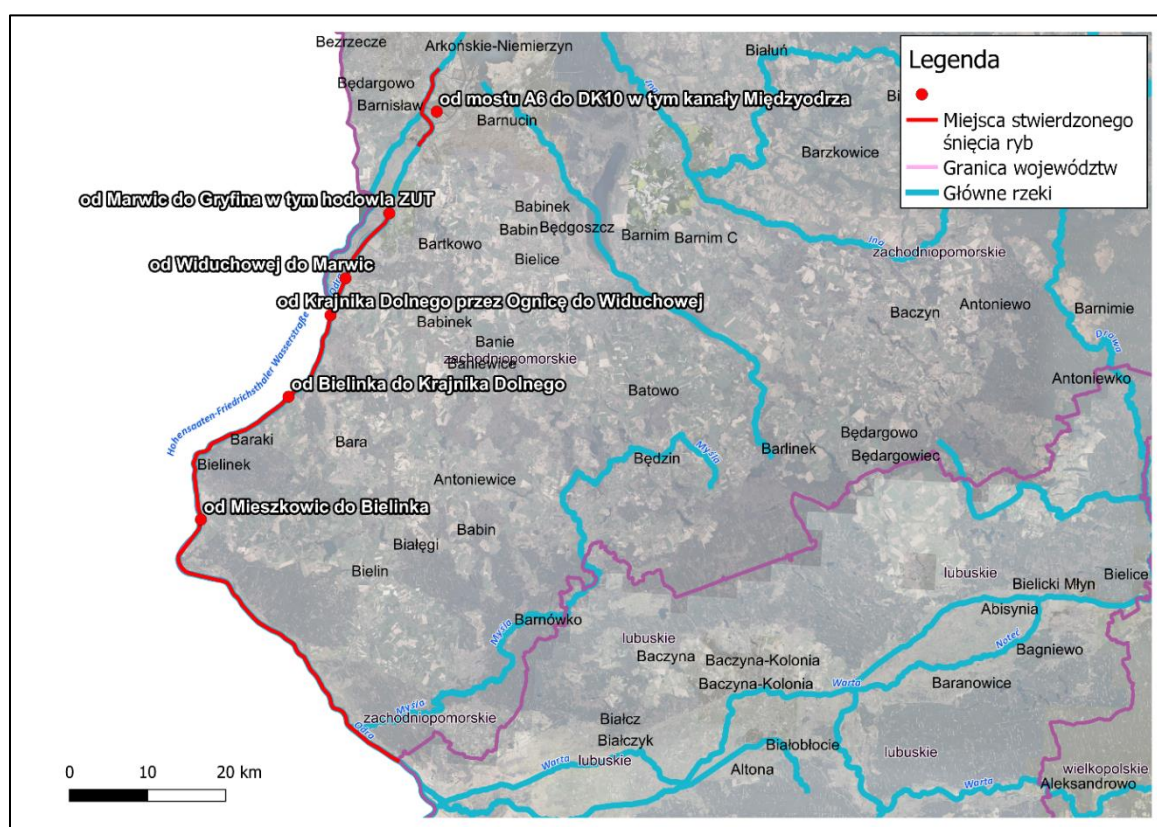 Bezrzecze
Arkońskie-Niemierzyn
Białuń
Będargowo
Barnisław
od mostu A6 do DK10 w tym kanały Międzyodrza
Barnucin
Ina
Barzkowice
Legenda
Miejsca stwierdzonego
śnięcia ryb
Granica województw
Główne rzeki
od Marwic do Gryfina w tym hodowla ZUT
Babinek
Babin
Będgoszcz
Bartkowo
Barnim
Barnim C
Ina
zachodniopomorskie
Bielice
od Widuchowej do Marwic
od Krajnika Dolnego przez Ognicę do Widuchowej
Baczyn
Antoniewo
Barnimie
Babinek
Banie
zachodniopomorskie
Baniewice
Drawa
Hohensaaten-Friedrichsthaler Wasserstraße
od Bielinka do Krajnika Dolnego
Batowo
Antoniewko
Baraki
Bara
Bielinek
Będzin
Myśla
Barlinek
Będargowo
Będargowiec
Antoniewice
od Mieszkowic do Bielinka
Babin
Białęgi
Bielin
lubuskie
Bielicki Młyn
Bielice
Abisynia
Barnówko
Myśla
lubuskie
Baczyna
Baczyna-Kolonia
Noteć
Bagniewo
Baczyna-Kolonia
Warta
Baranowice
Myśla
zachodniopomorskie
Odra
Białcz
Białczyk
lubuskie
Warta
Białobłocie
Altona
lubuskie
Warta
wielkopolskie
Aleksandrowo
0 10 20 km